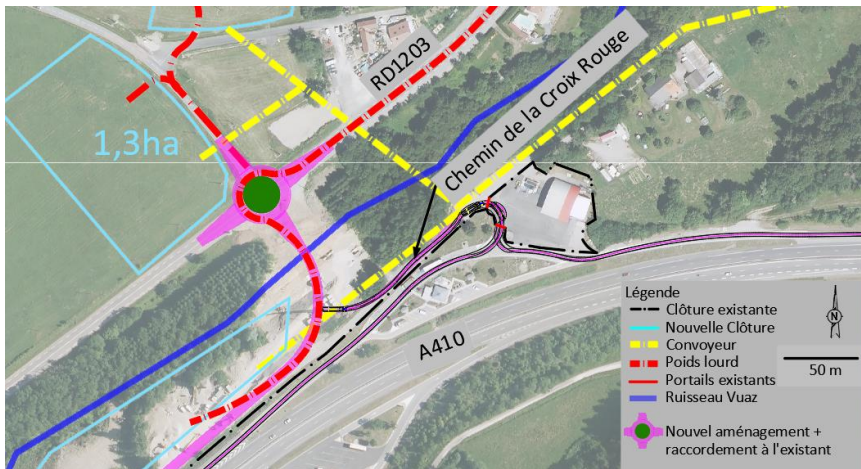 RD1203
Chemin de la Croix Rouge
1,3ha
A410
Légende
Clôture existante
Nouvelle Clôture
Convoyeur
Poids lourd
Portails existants
Ruisseau Vuaz
Nouvel aménagement +
raccordement à l'existant
N
50 m